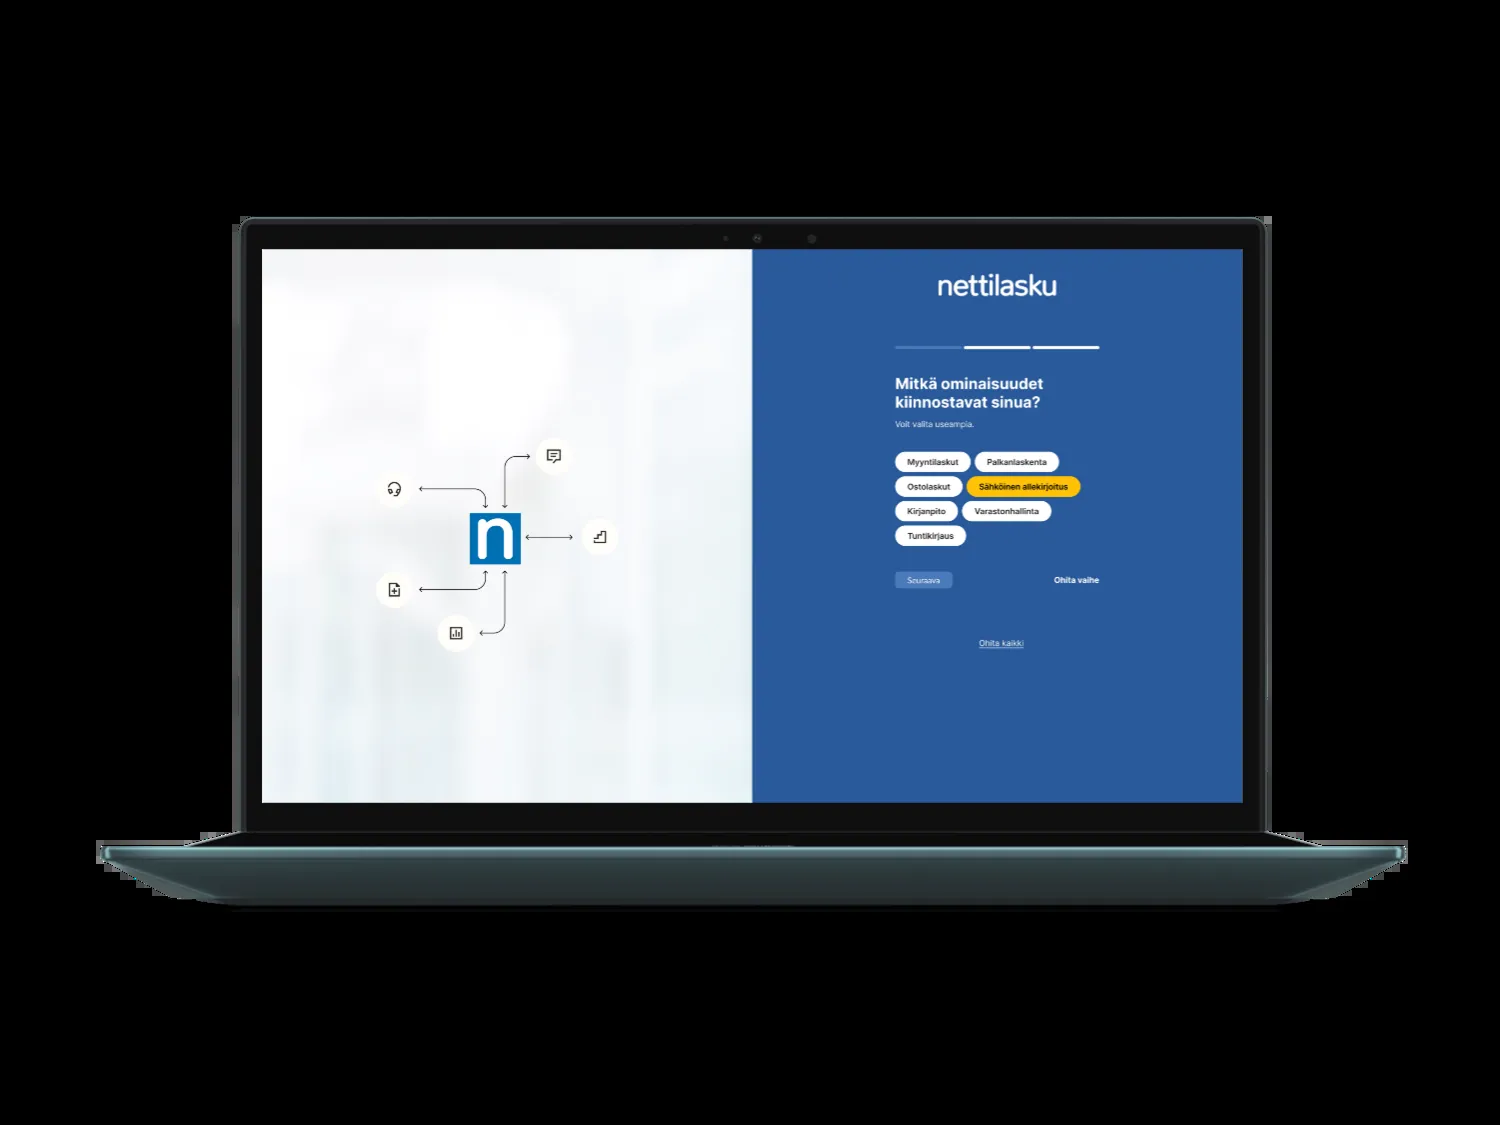 nettilasku
Mitkä ominaisuudet
kiinnostavat sinua?
Voit valita useampia.
Myyntilaskut
Palkanlaskenta
Ostolaskut
Sähköinen allekirjoitus
Kirjanpito
Varastonhallinta
Tuntikirjaus
Seuraava
Ohita vaihe
Ohita kaikki
n